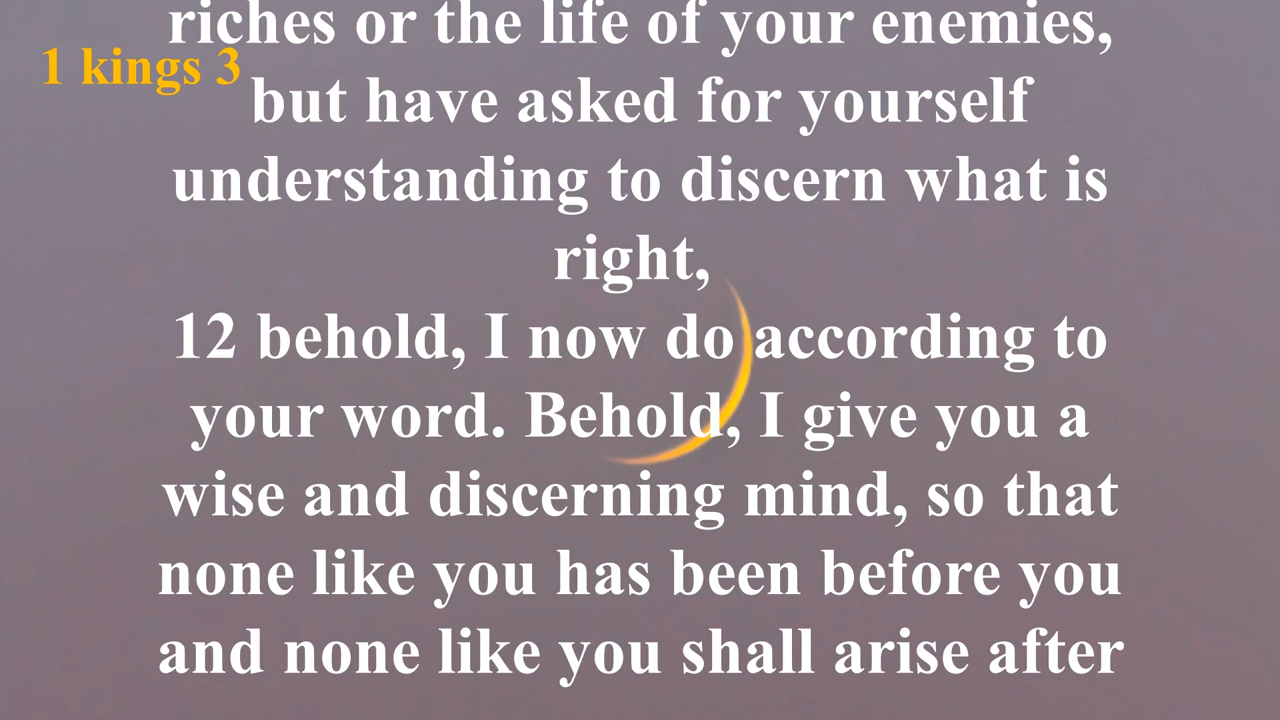 riches or the life of your enemies,
1 kings 3
but have asked for yourself
understanding to discern what is
right,
12 behold, I now do according to
your word. Behold, I give you a
wise and discerning mind, so that
none like you has been before you
and none like you shall arise after